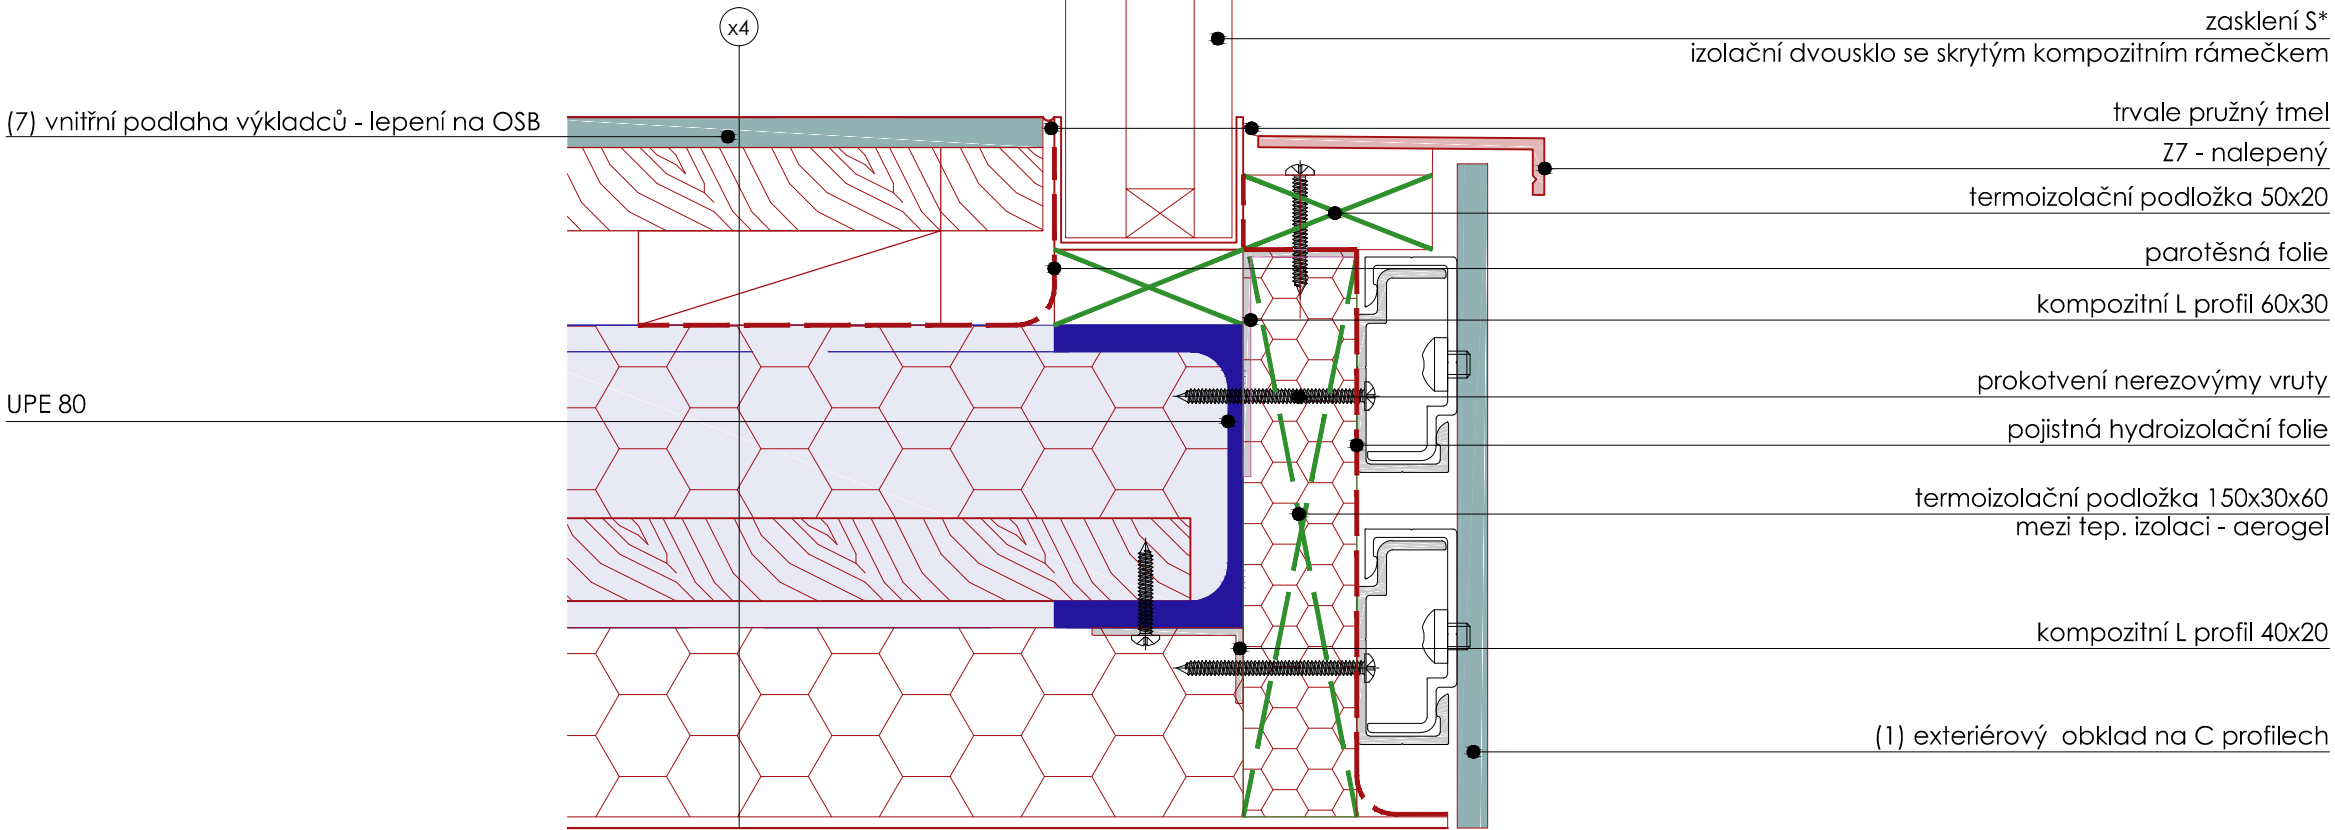 x4
(7) vnitřní podlaha výkladců - lepení na OSB
UPE 80
zasklení S*
izolační dvousklo se skrytým kompozitním rámečkem
trvale pružný tmel
Z7 - nalepený
termoizolační podložka 50x20
parotěsná folie
kompozitní L profil 60x30
prokotvení nerezovýmy vruty
pojistná hydroizolační folie
termoizolační podložka 150x30x60
mezi tep. izolaci - aerogel
kompozitní L profil 40x20
(1) exteriérový obklad na C profilech